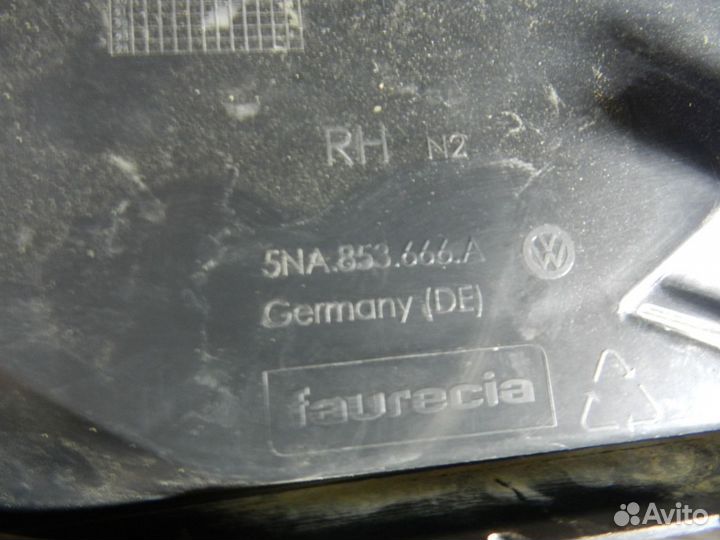 RH N2
5NA.853.666.A
Germany (DE)
faurecia
Avito